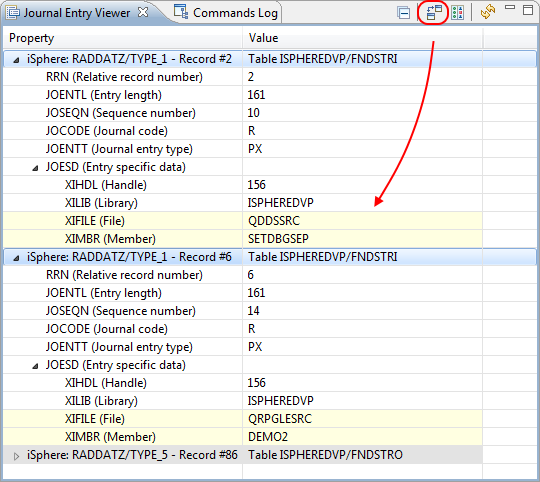 Journal Entry Viewer Commands Log
Property Value
iSphere: RADDATZ/TYPE_1 - Record #2 Table ISPHEREDVP/FNDSTRI
RRN (Relative record number) 2
JOENTL (Entry length) 161
JOSEQN (Sequence number) 10
JOCODE (Journal code) R
JOENTT (Journal entry type) PX
JOESD (Entry specific data)
XIHDL (Handle) 156
XILIB (Library) ISPHEREDVP
XIFILE (File) QDDSSRC
XIMBR (Member) SETDBGSEP
iSphere: RADDATZ/TYPE_1 - Record #6 Table ISPHEREDVP/FNDSTRI
RRN (Relative record number) 6
JOENTL (Entry length) 161
JOSEQN (Sequence number) 14
JOCODE (Journal code) R
JOENTT (Journal entry type) PX
JOESD (Entry specific data)
XIHDL (Handle) 156
XILIB (Library) ISPHEREDVP
XIFILE (File) QRPGLESRC
XIMBR (Member) DEMO2
iSphere: RADDATZ/TYPE_5 - Record #86 Table ISPHEREDVP/FNDSTRO